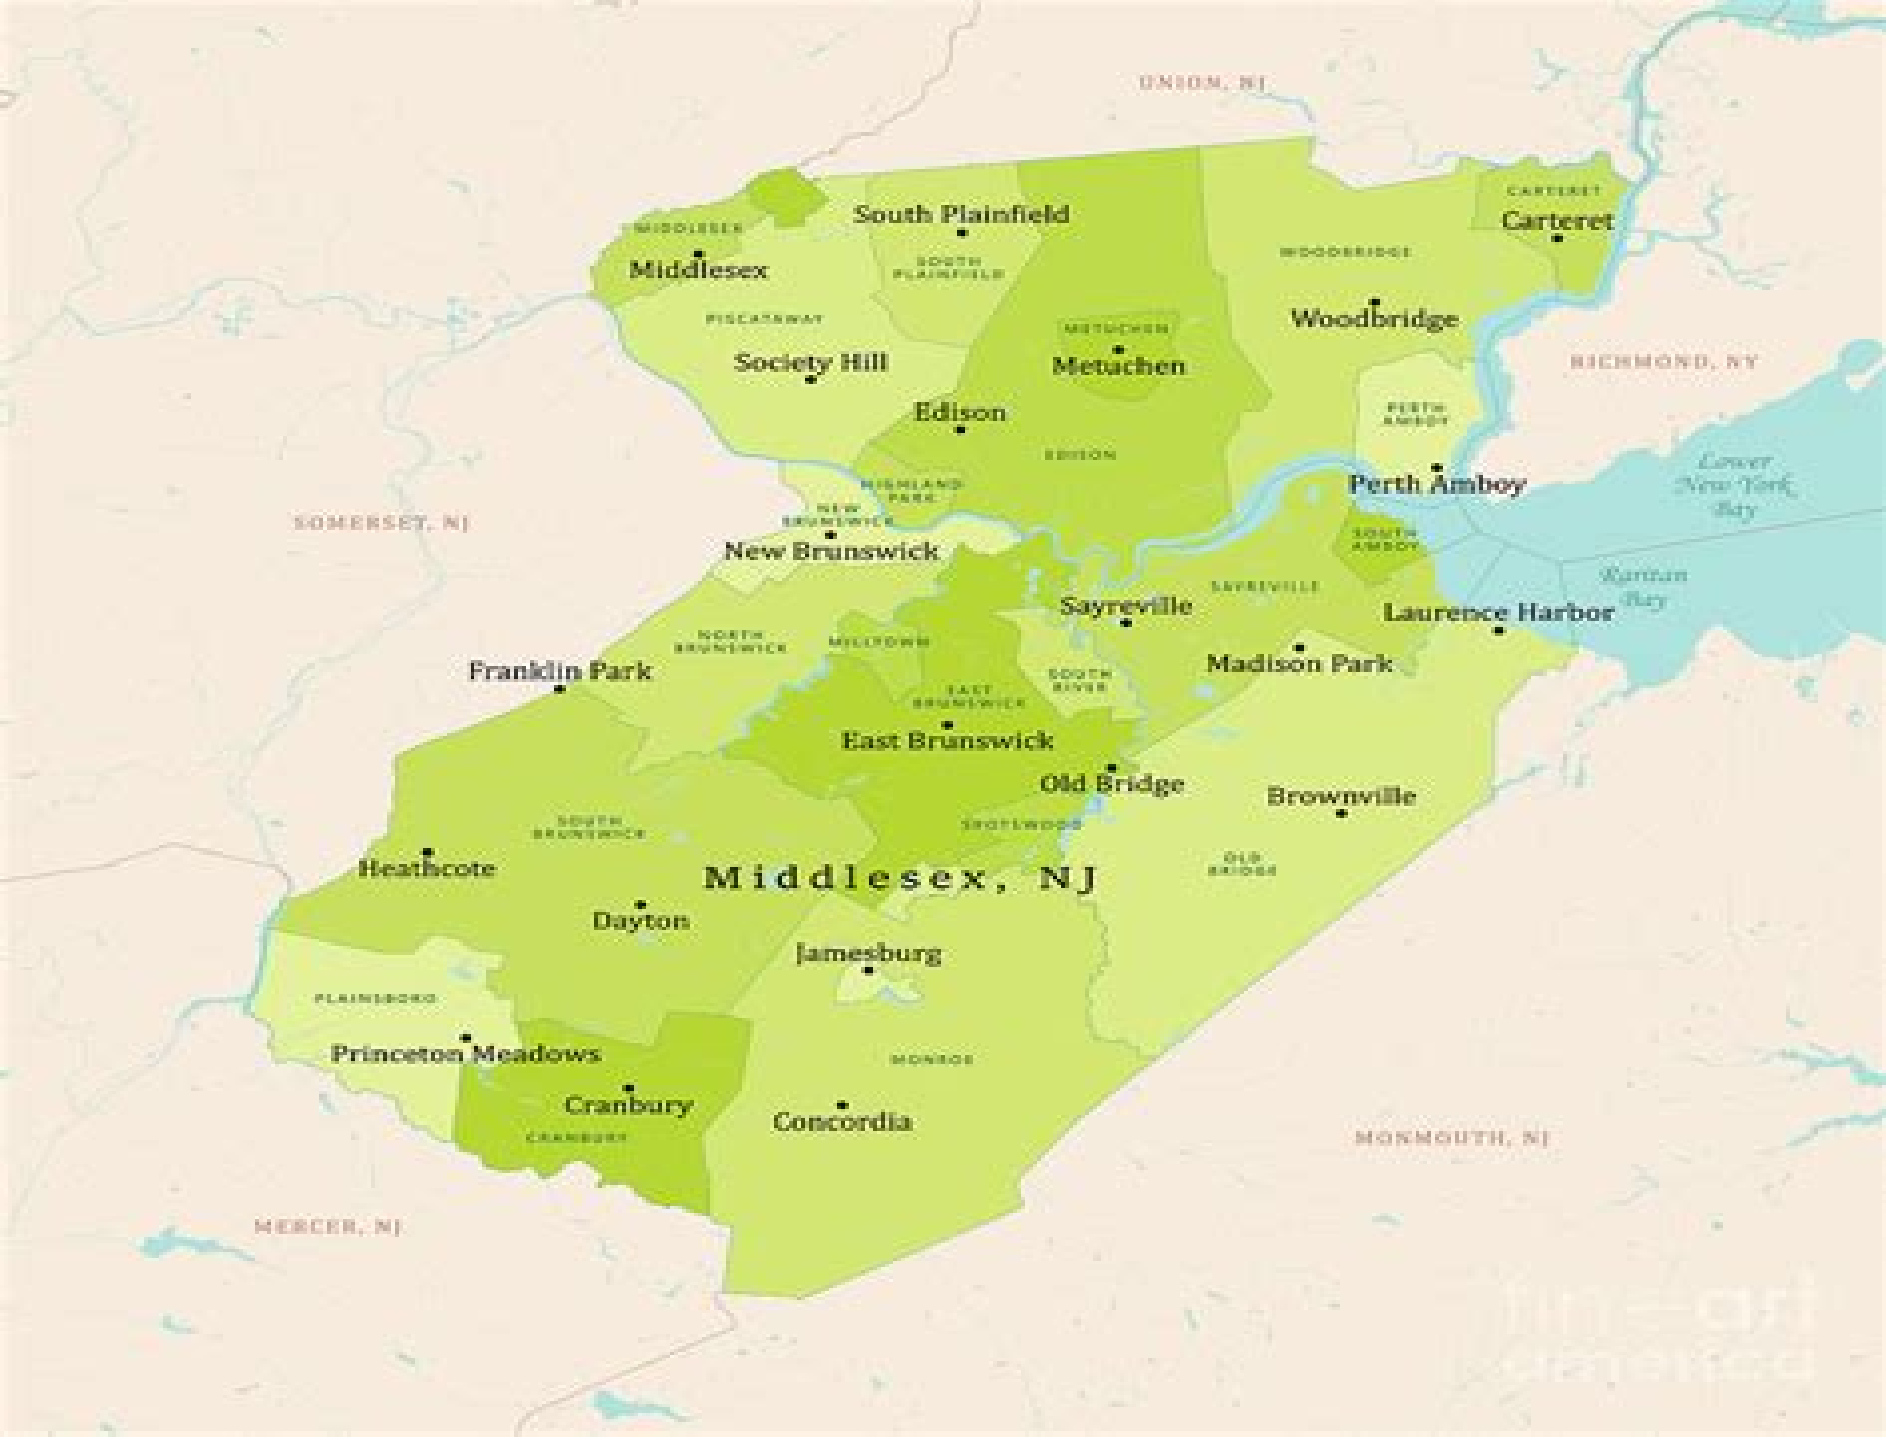 UNION, NJ
CARTERET
Carteret
South Plainfield
MIDDLESEX
Middlesex
SOUTH
PLAINFIELD
WOODBRIDGE
Woodbridge
PISCATAWAY
METUCHEN
Metuchen
Society Hill
RICHMOND, NY
Edison
PERTH
AMBOY
EDISON
Lower
New York
Bay
Perth Amboy
HIGHLAND
PARK
NEW
BRUNSWICK
New Brunswick
SOMERSET, NJ
SOUTH
AMBOY
Raritan
Bay
SAYREVILLE
Sayreville
Laurence Harbor
NORTH
BRUNSWICK
MILLTOWN
Madison Park
Franklin Park
SOUTH
RIVER
EAST
BRUNSWICK
East Brunswick
Old Bridge
Brownville
SOUTH
BRUNSWICK
SPOTSWOOD
OLD
BRIDGE
Heathcote
Middlesex, NJ
Dayton
Jamesburg
PLAINSBORO
Princeton Meadows
MONROE
Cranbury
CRANBURY
Concordia
MONMOUTH, NJ
MERCER, NJ
fine art
america